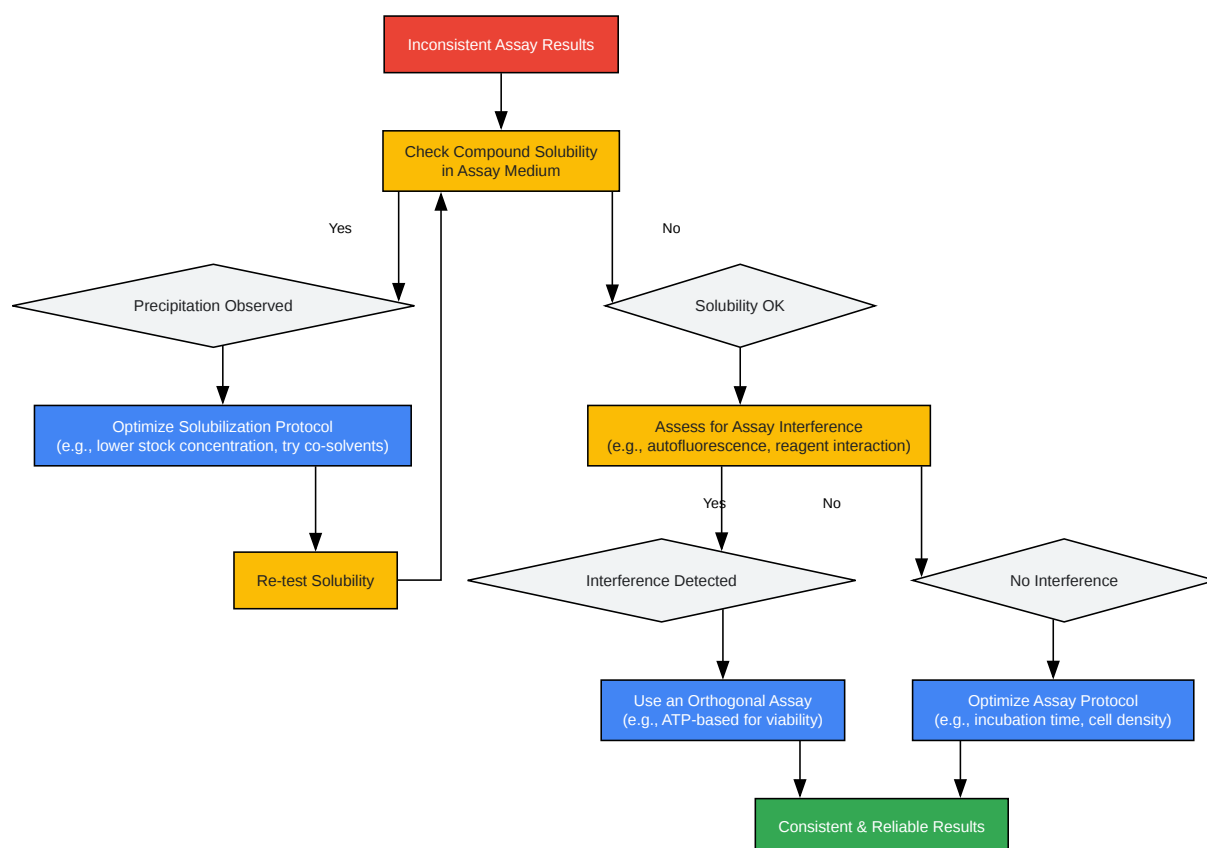 Inconsistent Assay Results
Check Compound Solubility
in Assay Medium
Yes
No
Precipitation Observed
Solubility OK
Optimize Solubilization Protocol
(e.g., lower stock concentration, try co-solvents)
Assess for Assay Interference
(e.g., autofluorescence, reagent interaction)
Yes
No
Re-test Solubility
Interference Detected
No Interference
Use an Orthogonal Assay
(e.g., ATP-based for viability)
Optimize Assay Protocol
(e.g., incubation time, cell density)
Consistent & Reliable Results